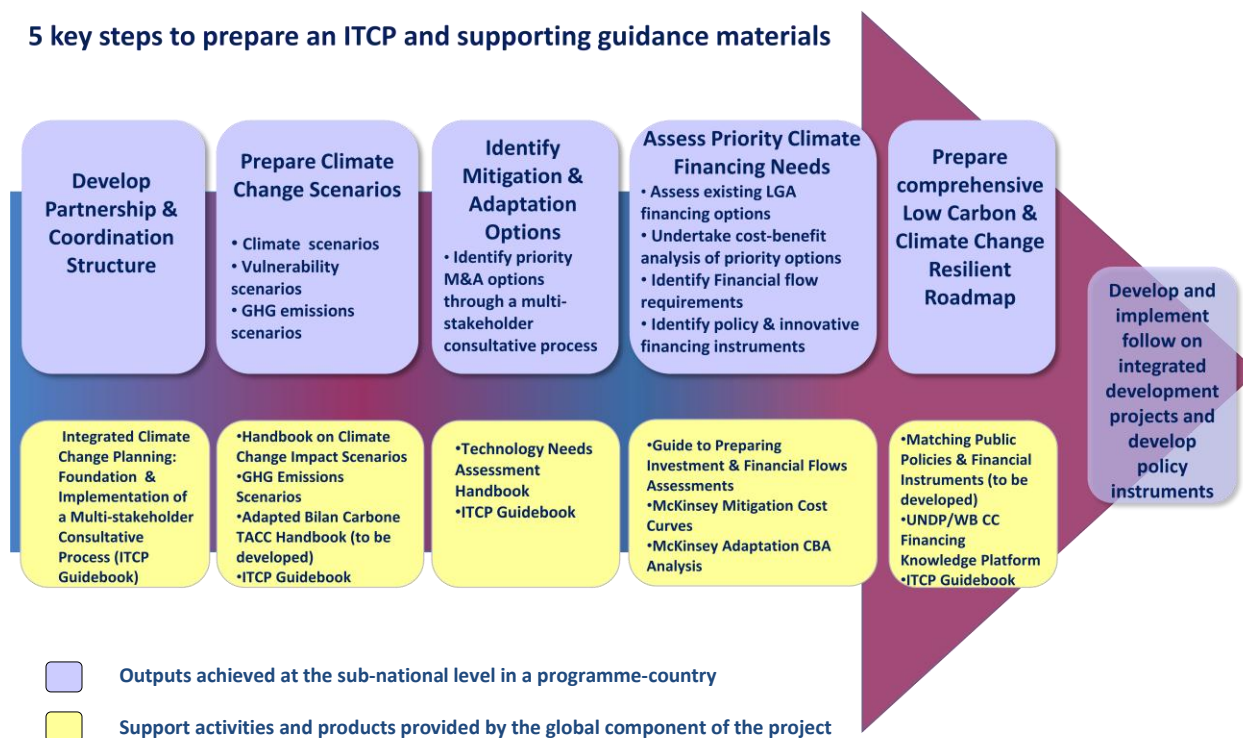 5 key steps to prepare an ITCP and supporting guidance materials
Develop
Partnership &
Coordination
Structure
Prepare Climate
Change Scenarios
• Climate scenarios
• Vulnerability
scenarios
• GHG emissions
scenarios
Identify
Mitigation &
Adaptation
Options
• Identify priority
M&A options
through a multi-
stakeholder
consultative process
Assess Priority Climate
Financing Needs
• Assess existing LGA
financing options
• Undertake cost-benefit
analysis of priority options
• Identify Financial flow
requirements
• Identify policy & innovative
financing instruments
Prepare
comprehensive
Low Carbon &
Climate Change
Resilient
Roadmap
Develop and
implement
follow on
integrated
development
projects and
develop
policy
instruments
Integrated Climate
Change Planning:
Foundation &
Implementation of
a Multi-stakeholder
Consultative
Process (ITCP
Guidebook)
•Handbook on Climate
Change Impact Scenarios
•GHG Emissions
Scenarios
•Adapted Bilan Carbone
TACC Handbook (to be
developed)
•ITCP Guidebook
•Technology Needs
Assessment
Handbook
•ITCP Guidebook
•Guide to Preparing
Investment & Financial Flows
Assessments
•McKinsey Mitigation Cost
Curves
•McKinsey Adaptation CBA
Analysis
•Matching Public
Policies & Financial
Instruments (to be
developed)
•UNDP/WB CC
Financing
Knowledge Platform
•ITCP Guidebook
Outputs achieved at the sub-national level in a programme-country
Support activities and products provided by the global component of the project